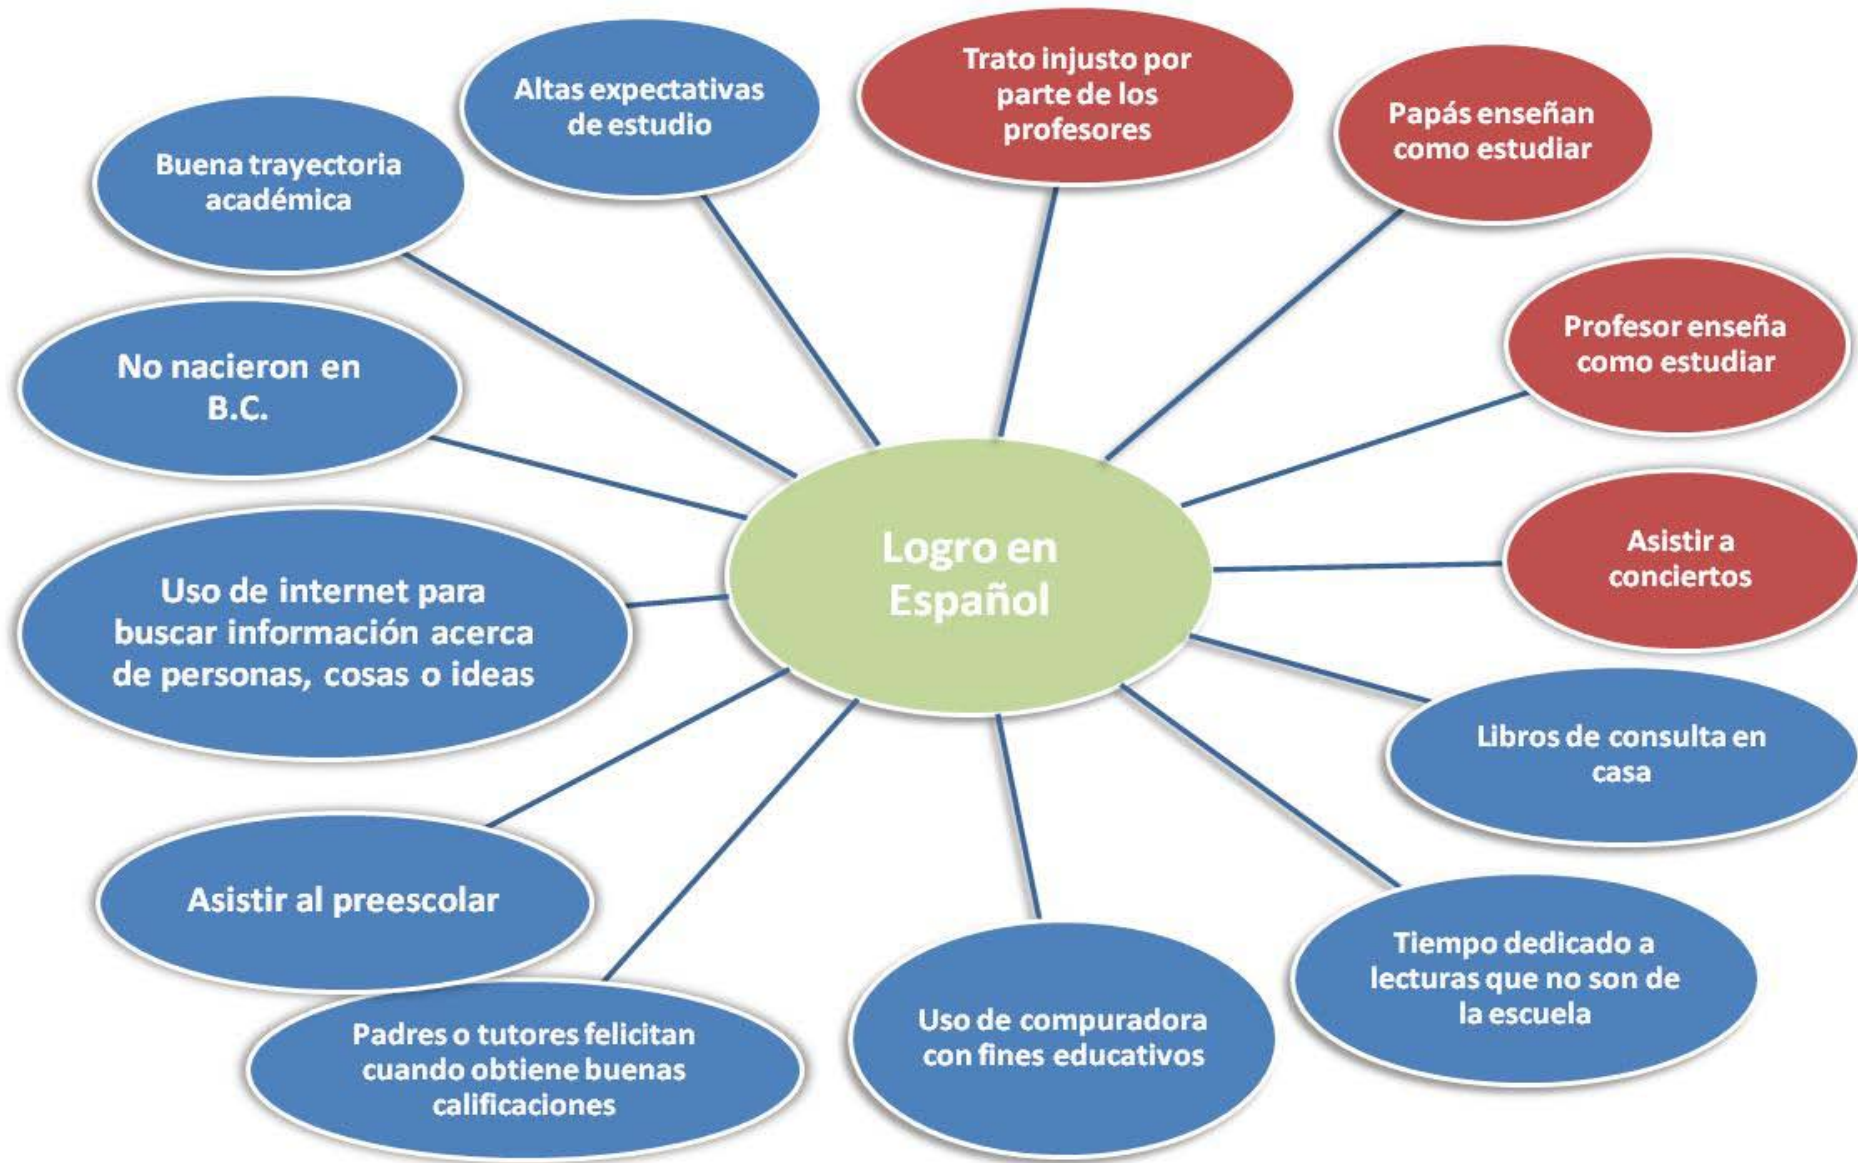 Altas expectativas
de estudio
Trato injusto por
parte de los
profesores
Papás enseñan
como estudiar
Buena trayectoria
académica
Profesor enseña
como estudiar
No nacieron en
B.C.
Logro en
Español
Asistir a
conciertos
Uso de internet para
buscar información acerca
de personas, cosas o ideas
Libros de consulta en
casa
Asistir al preescolar
Tiempo dedicado a
lecturas que no son de
la escuela
Padres o tutores felicitan
cuando obtiene buenas
calificaciones
Uso de compuradora
con fines educativos